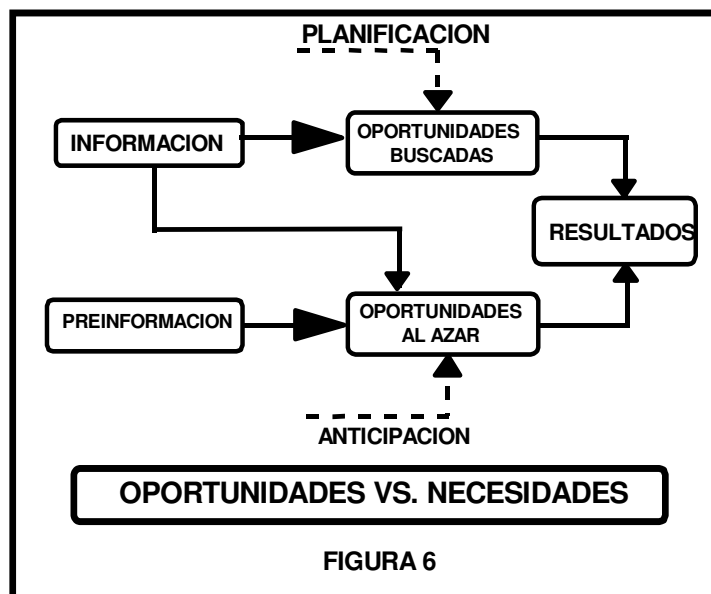 PLANIFICACION
INFORMACION
OPORTUNIDADES
BUSCADAS
RESULTADOS
PREINFORMACION
OPORTUNIDADES
AL AZAR
ANTICIPACION
OPORTUNIDADES VS. NECESIDADES
FIGURA 6